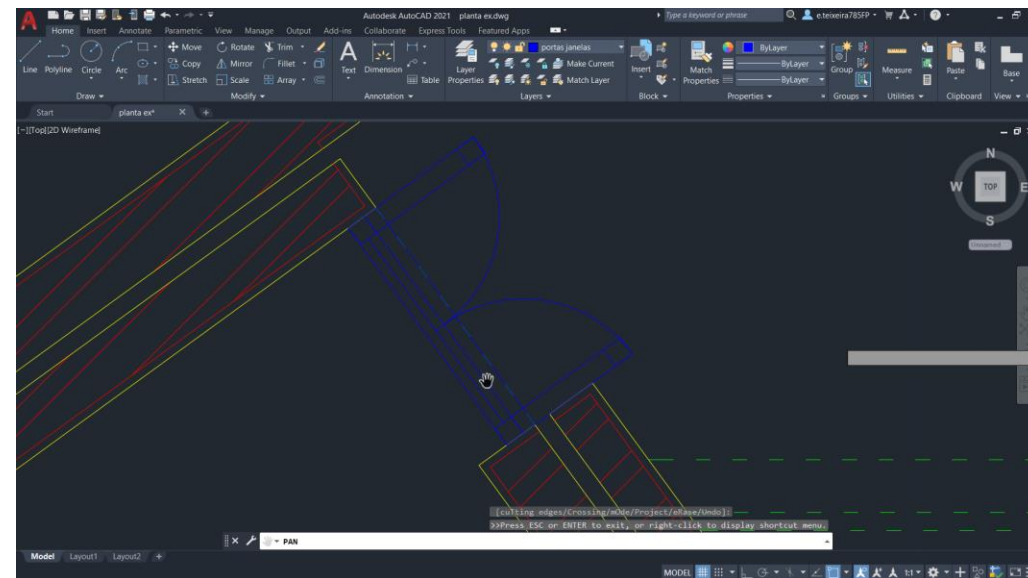 Autodesk AutoCAD 2021 planta ex.dwg
Type a keyword or phrase
e.teixeira785FP
Home Insert Annotate Parametric View Manage Output Add-ins Collaborate Express Tools Featured Apps
Line Polyline Circle Arc
Move Rotate Trim
Copy Mirror Fillet
Stretch Scale Array
Text Dimension
Table
Layer Properties
portas janelas
Make Current
Match Layer
Insert
Match Properties
ByLayer
ByLayer
ByLayer
Group
Measure
Paste
Base
Draw Modify Annotation Layers Block Properties Groups Utilities Clipboard View
Start planta ex*
[−][Top][2D Wireframe]
N
W TOP E
S
Unnamed
[cuTting edges/Crossing/mOde/Project/eRase/Undo]:
>>Press ESC or ENTER to exit, or right-click to display shortcut menu.
PAN
Model Layout1 Layout2 +
MODEL 1:1